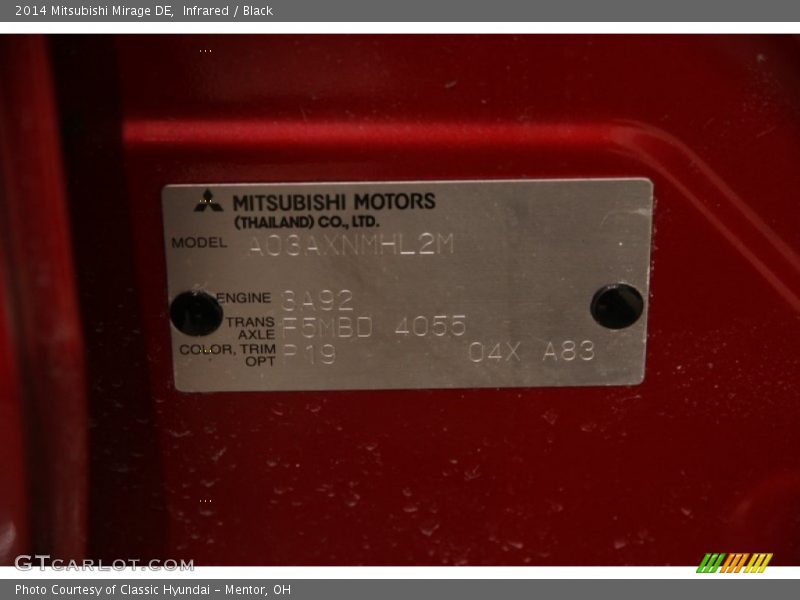 2014 Mitsubishi Mirage DE, Infrared / Black
MITSUBISHI MOTORS
(THAILAND) CO., LTD.
MODEL A03AXNMHL2M
ENGINE 3A92
TRANS AXLE F5MBD 4055
COLOR, TRIM OPT P19 04X A83
GTCARLOT.COM
Photo Courtesy of Classic Hyundai - Mentor, OH